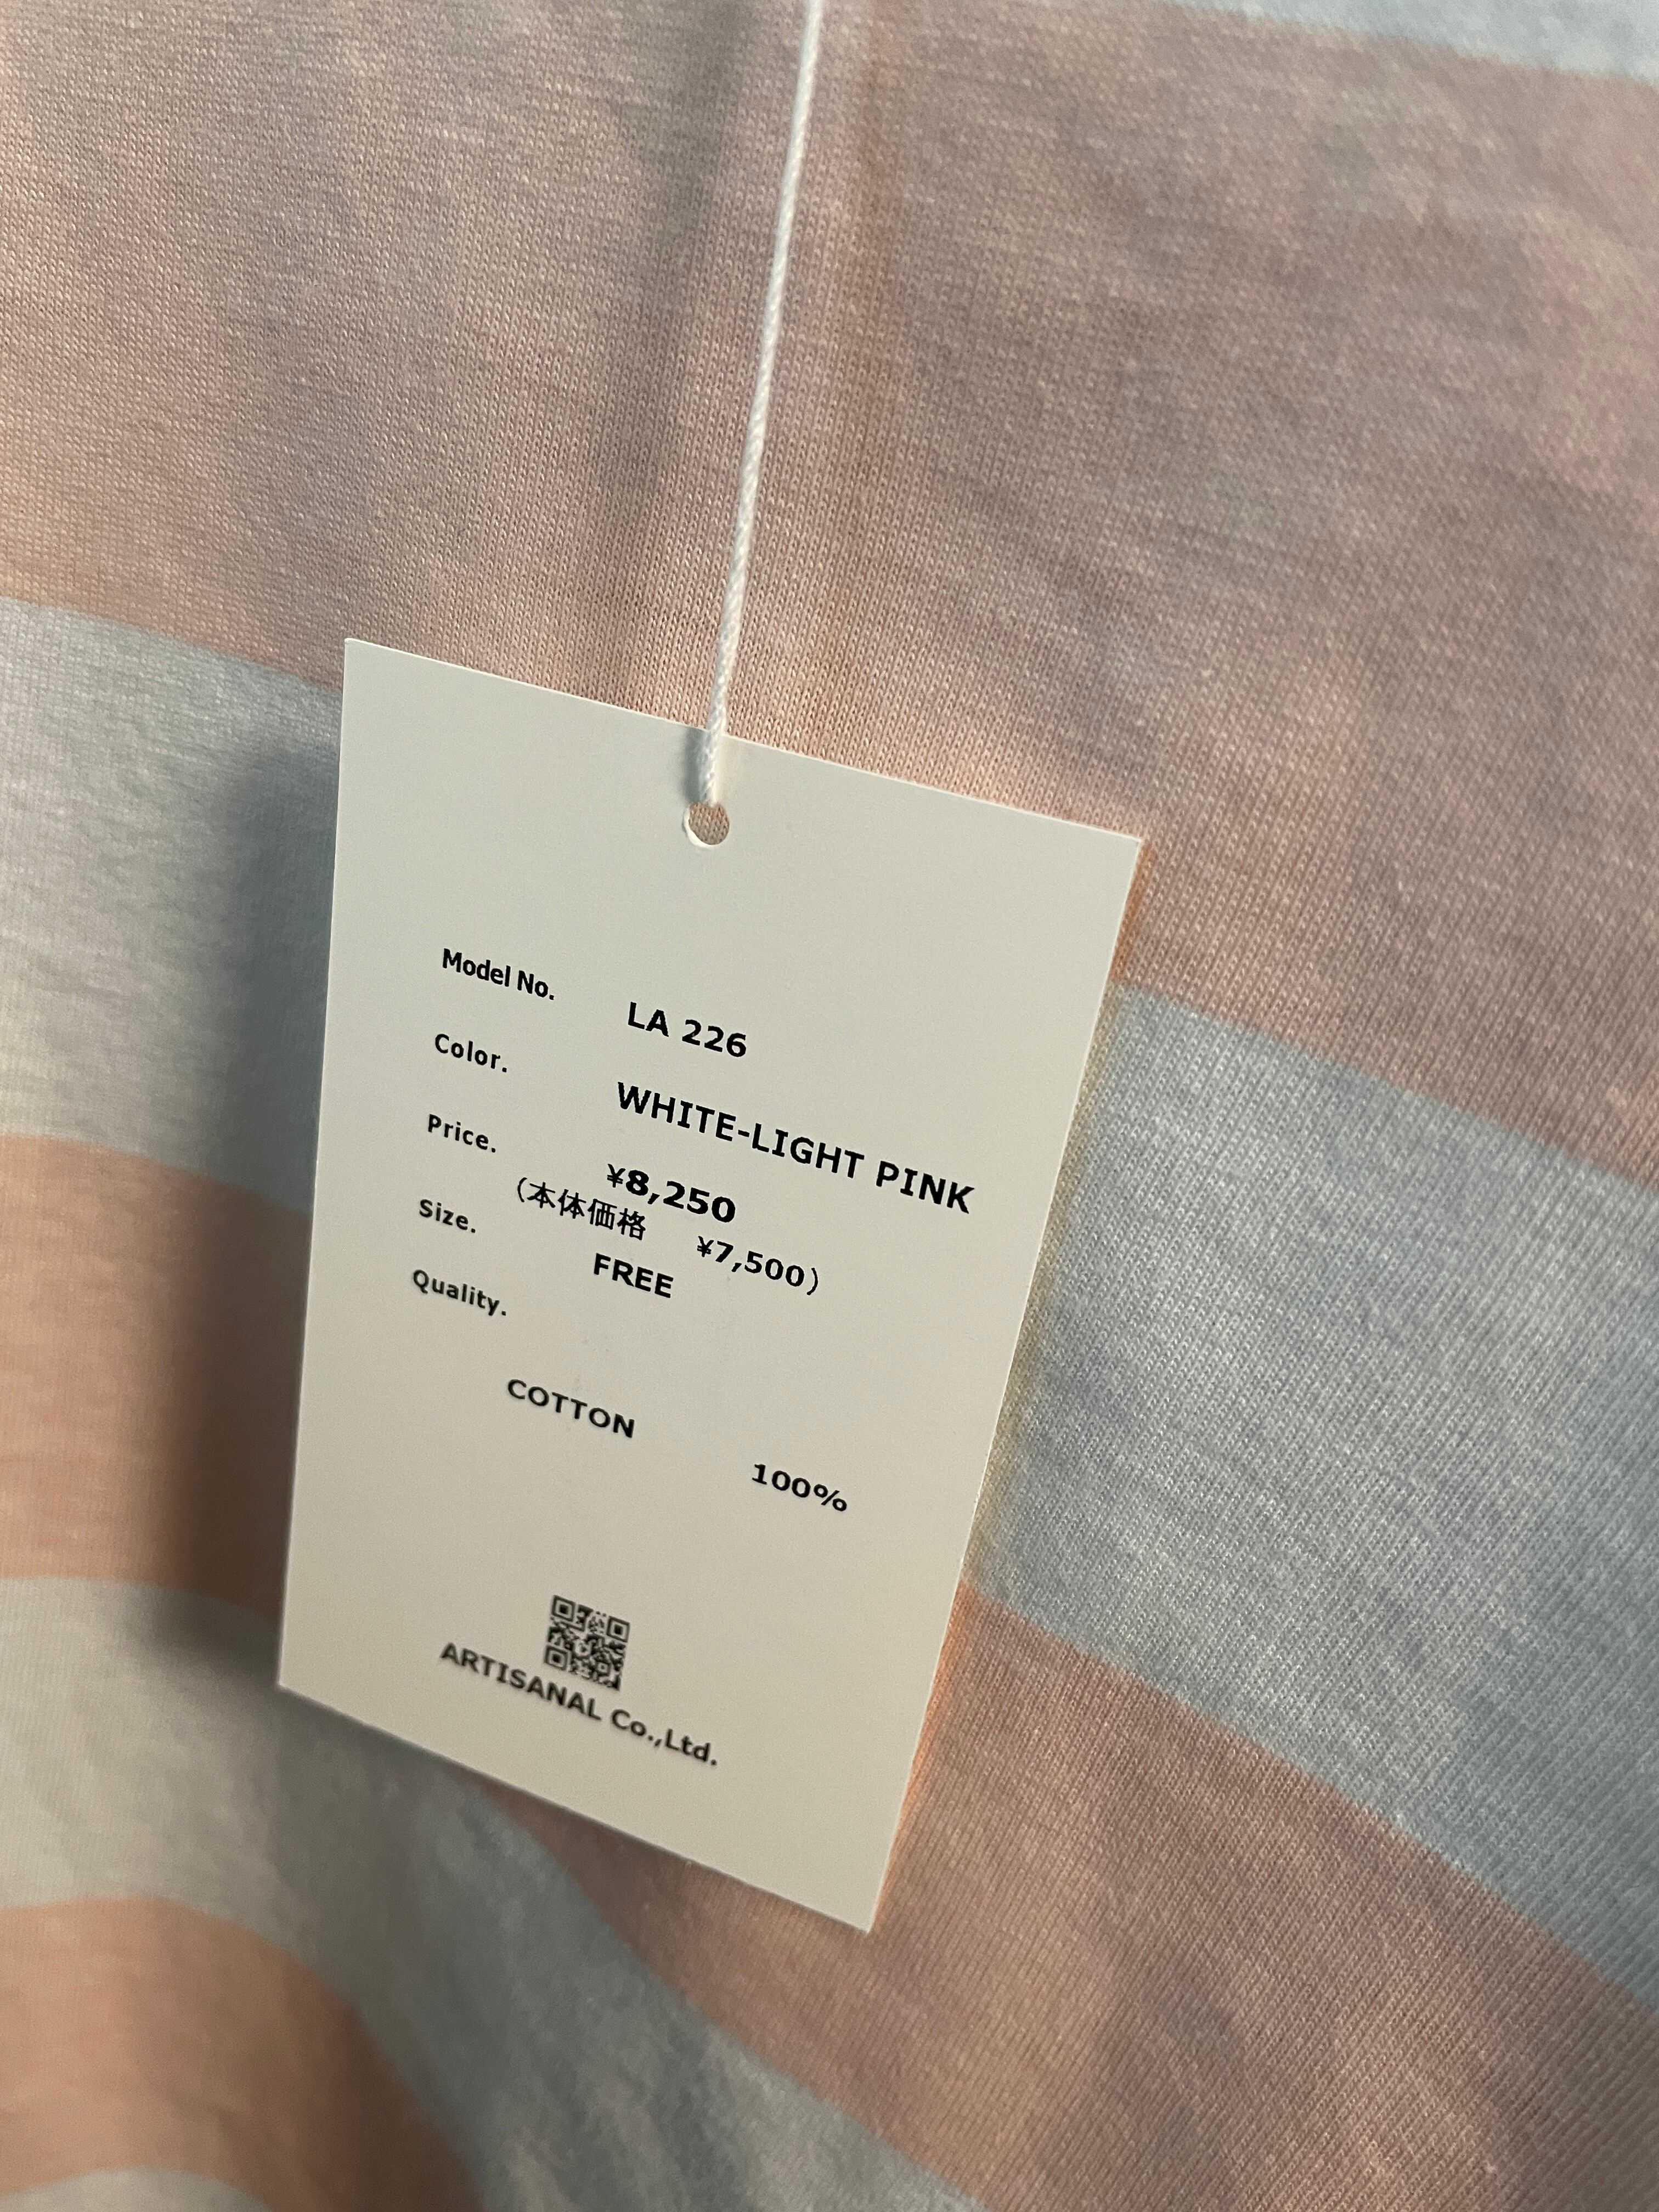 Model No. LA 226
Color. WHITE-LIGHT PINK
Price. ¥8,250
(本体価格 ¥7,500)
Size. FREE
Quality.
COTTON 100%
ARTISANAL Co.,Ltd.